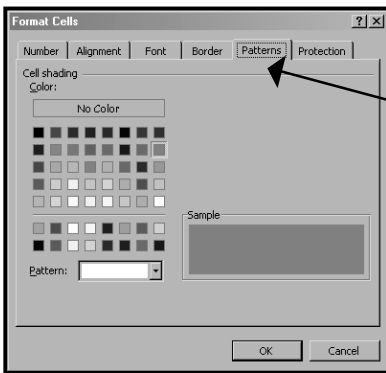 Format Cells
Number Alignment Font Border Patterns Protection
Cell shading
Color:
No Color
Sample
Pattern:
OK Cancel